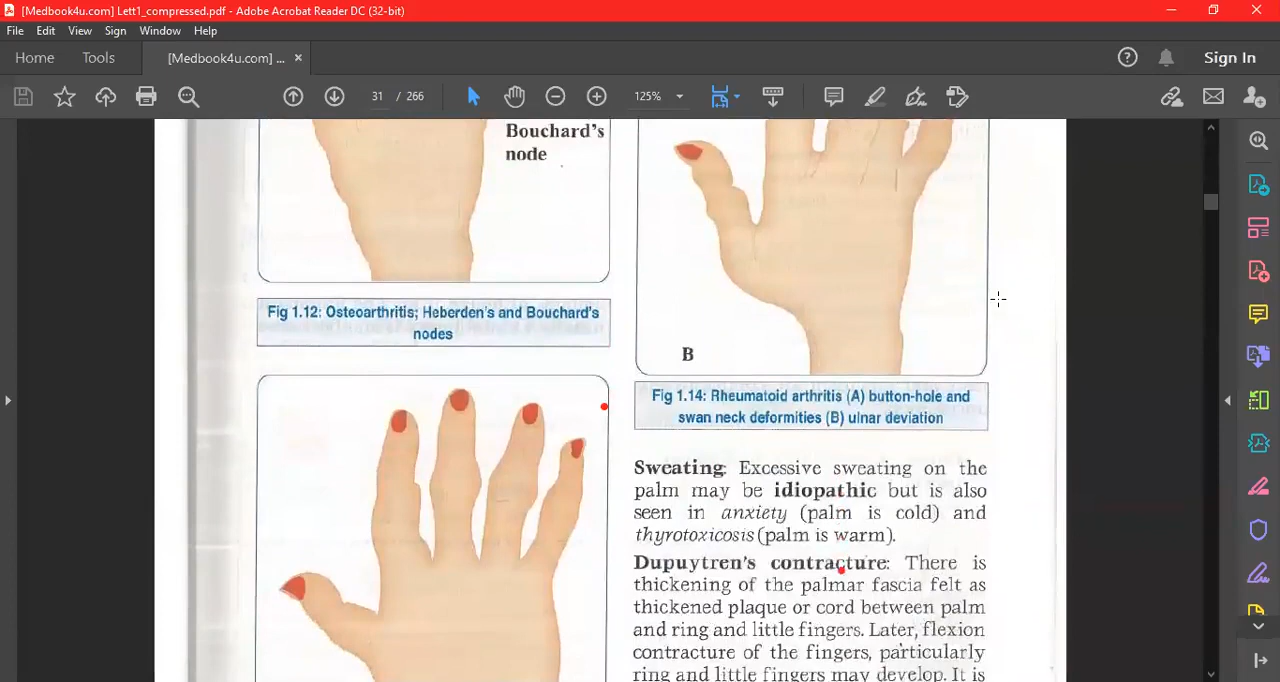 [Medbook4u.com] Lett1_compressed.pdf - Adobe Acrobat Reader DC (32-bit)
File Edit View Sign Window Help
Home Tools [Medbook4u.com] ... × Sign In
31 / 266 125%
Bouchard's
node
Fig 1.12: Osteoarthritis; Heberden's and Bouchard's
nodes
B
Fig 1.14: Rheumatoid arthritis (A) button-hole and
swan neck deformities (B) ulnar deviation
Sweating: Excessive sweating on the
palm may be idiopathic but is also
seen in anxiety (palm is cold) and
thyrotoxicosis (palm is warm).
Dupuytren's contracture: There is
thickening of the palmar fascia felt as
thickened plaque or cord between palm
and ring and little fingers. Later, flexion
contracture of the fingers, particularly
ring and little fingers may develop. It is